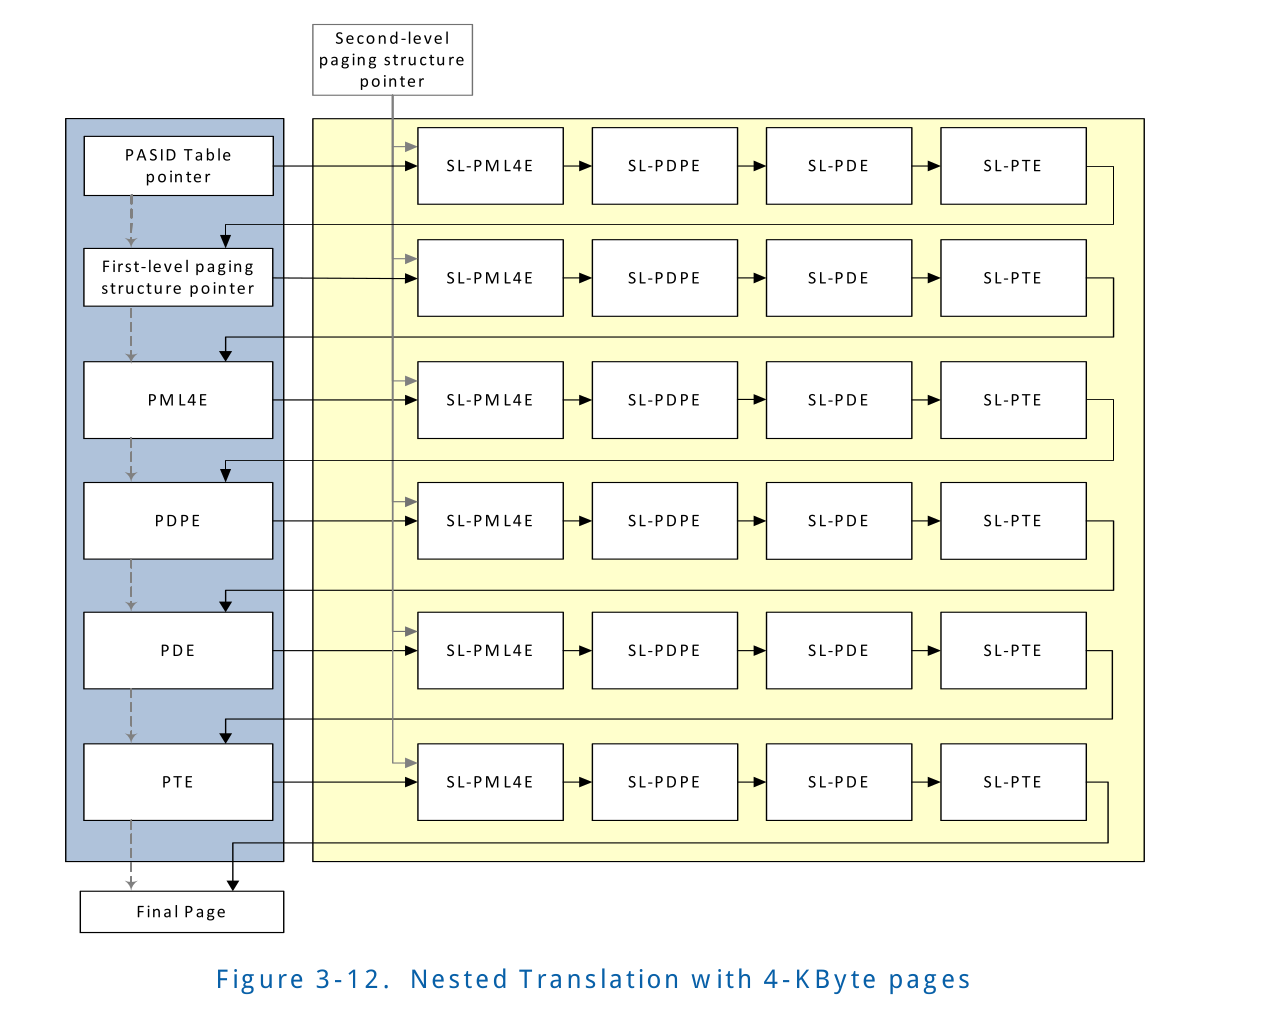 Second-level
paging structure
pointer
PASID Table
pointer
SL-PML4E
SL-PDPE
SL-PDE
SL-PTE
First-level paging
structure pointer
SL-PML4E
SL-PDPE
SL-PDE
SL-PTE
PML4E
SL-PML4E
SL-PDPE
SL-PDE
SL-PTE
PDPE
SL-PML4E
SL-PDPE
SL-PDE
SL-PTE
PDE
SL-PML4E
SL-PDPE
SL-PDE
SL-PTE
PTE
SL-PML4E
SL-PDPE
SL-PDE
SL-PTE
Final Page
Figure 3-12. Nested Translation with 4-KByte pages